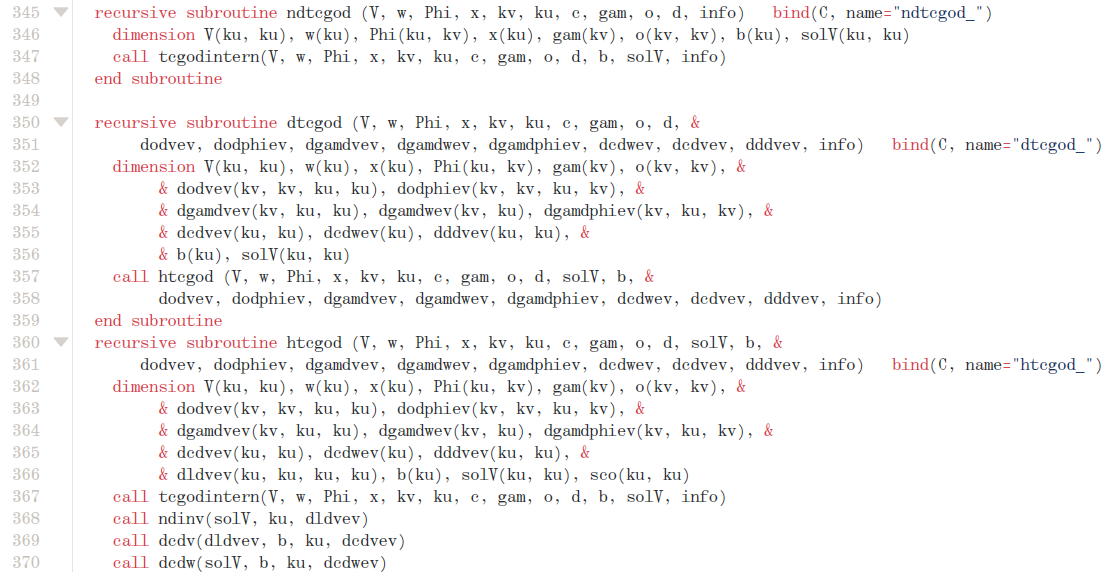 345 recursive subroutine ndtcgod (V, w, Phi, x, kv, ku, c, gam, o, d, info) bind(C, name="ndtcgod_")
346 dimension V(ku, ku), w(ku), Phi(ku, kv), x(ku), gam(kv), o(kv, kv), b(ku), solV(ku, ku)
347 call tcgodintern(V, w, Phi, x, kv, ku, c, gam, o, d, b, solV, info)
348 end subroutine
349
350 recursive subroutine dtcgod (V, w, Phi, x, kv, ku, c, gam, o, d, &
351 dodvev, dodphiev, dgamdvev, dgamdwev, dgamdphiev, dcdwev, dcdvev, dddvev, info) bind(C, name="dtcgod_")
352 dimension V(ku, ku), w(ku), x(ku), Phi(ku, kv), gam(kv), o(kv, kv), &
353 & dodvev(kv, kv, ku, ku), dodphiev(kv, kv, ku, kv), &
354 & dgamdvev(kv, ku, ku), dgamdwev(kv, ku), dgamdphiev(kv, ku, kv), &
355 & dcdvev(ku, ku), dcdwev(ku), dddvev(ku, ku), &
356 & b(ku), solV(ku, ku)
357 call htcgod (V, w, Phi, x, kv, ku, c, gam, o, d, solV, b, &
358 dodvev, dodphiev, dgamdvev, dgamdwev, dgamdphiev, dcdwev, dcdvev, dddvev, info)
359 end subroutine
360 recursive subroutine htcgod (V, w, Phi, x, kv, ku, c, gam, o, d, solV, b, &
361 dodvev, dodphiev, dgamdvev, dgamdwev, dgamdphiev, dcdwev, dcdvev, dddvev, info) bind(C, name="htcgod_")
362 dimension V(ku, ku), w(ku), x(ku), Phi(ku, kv), gam(kv), o(kv, kv), &
363 & dodvev(kv, kv, ku, ku), dodphiev(kv, kv, ku, kv), &
364 & dgamdvev(kv, ku, ku), dgamdwev(kv, ku), dgamdphiev(kv, ku, kv), &
365 & dcdvev(ku, ku), dcdwev(ku), dddvev(ku, ku), &
366 & dldvev(ku, ku, ku, ku), b(ku), solV(ku, ku), sco(ku, ku)
367 call tcgodintern(V, w, Phi, x, kv, ku, c, gam, o, d, b, solV, info)
368 call ndinv(solV, ku, dldvev)
369 call dcdv(dldvev, b, ku, dcdvev)
370 call dcdw(solV, b, ku, dcdwev)